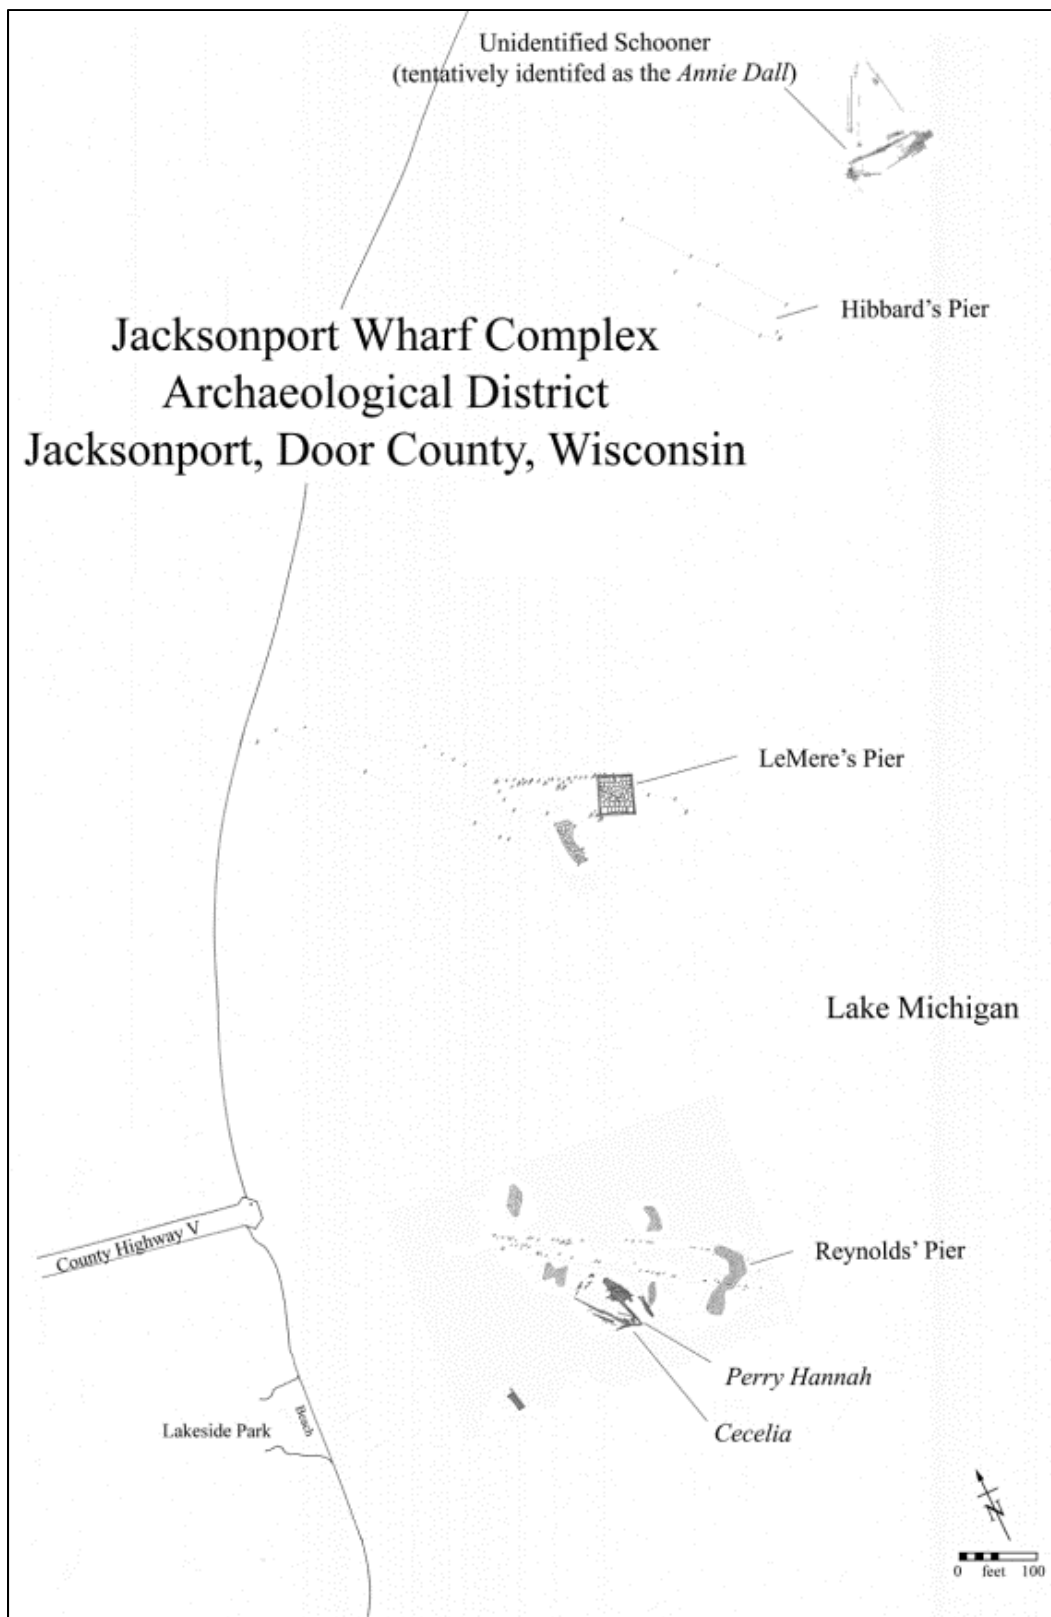 Unidentified Schooner
(tentatively identifed as the Annie Dall)
Hibbard's Pier
Jacksonport Wharf Complex
Archaeological District
Jacksonport, Door County, Wisconsin
LeMere's Pier
Lake Michigan
County Highway V
Reynolds' Pier
Perry Hannah
Cecelia
Beach
Lakeside Park
N
0 feet 100